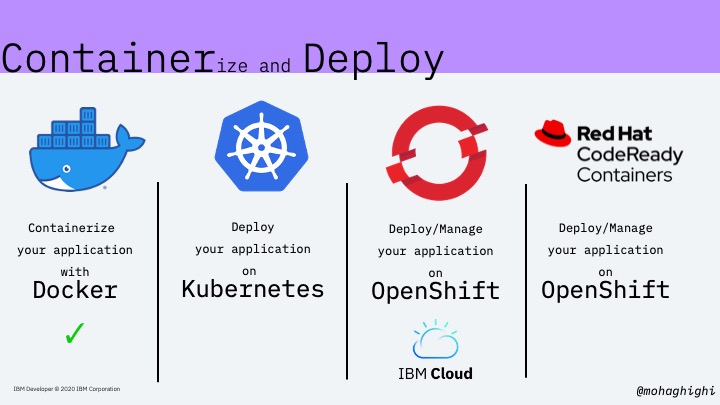 Containerize and Deploy
Containerize
your application
with
Docker
✓
Deploy
your application
on
Kubernetes
Deploy/Manage
your application
on
OpenShift
IBM Cloud
Red Hat
CodeReady
Containers
Deploy/Manage
your application
on
OpenShift
IBM Developer © 2020 IBM Corporation
@mohaghighi